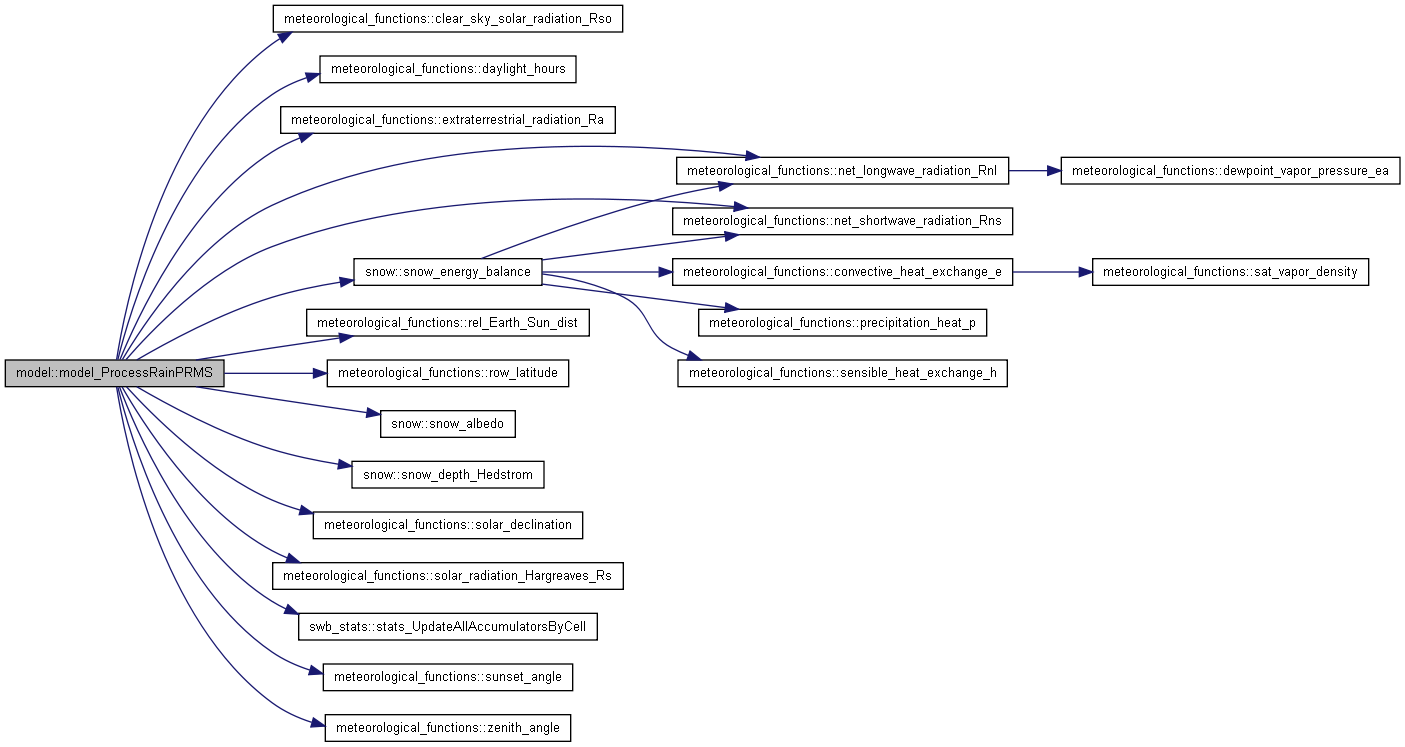 meteorological_functions::clear_sky_solar_radiation_Rso
meteorological_functions::daylight_hours
meteorological_functions::extraterrestrial_radiation_Ra
meteorological_functions::net_longwave_radiation_Rnl
meteorological_functions::dewpoint_vapor_pressure_ea
meteorological_functions::net_shortwave_radiation_Rns
snow::snow_energy_balance
meteorological_functions::convective_heat_exchange_e
meteorological_functions::sat_vapor_density
meteorological_functions::rel_Earth_Sun_dist
meteorological_functions::precipitation_heat_p
model::model_ProcessRainPRMS
meteorological_functions::row_latitude
meteorological_functions::sensible_heat_exchange_h
snow::snow_albedo
snow::snow_depth_Hedstrom
meteorological_functions::solar_declination
meteorological_functions::solar_radiation_Hargreaves_Rs
swb_stats::stats_UpdateAllAccumulatorsByCell
meteorological_functions::sunset_angle
meteorological_functions::zenith_angle